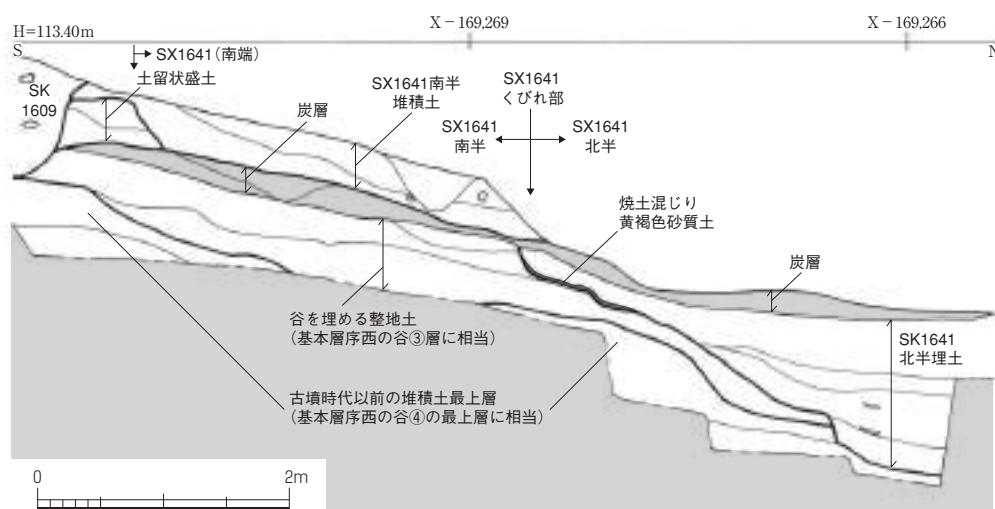 H=113.40m
X－169,269
X－169,266
S
N
SX1641（南端）
土留状盛土
SK
1609
炭層
SX1641南半
堆積土
SX1641
くびれ部
SX1641
南半
SX1641
北半
焼土混じり
黄褐色砂質土
炭層
谷を埋める整地土
（基本層序西の谷③層に相当）
SK1641
北半埋土
古墳時代以前の堆積土最上層
（基本層序西の谷④の最上層に相当）
0
2m